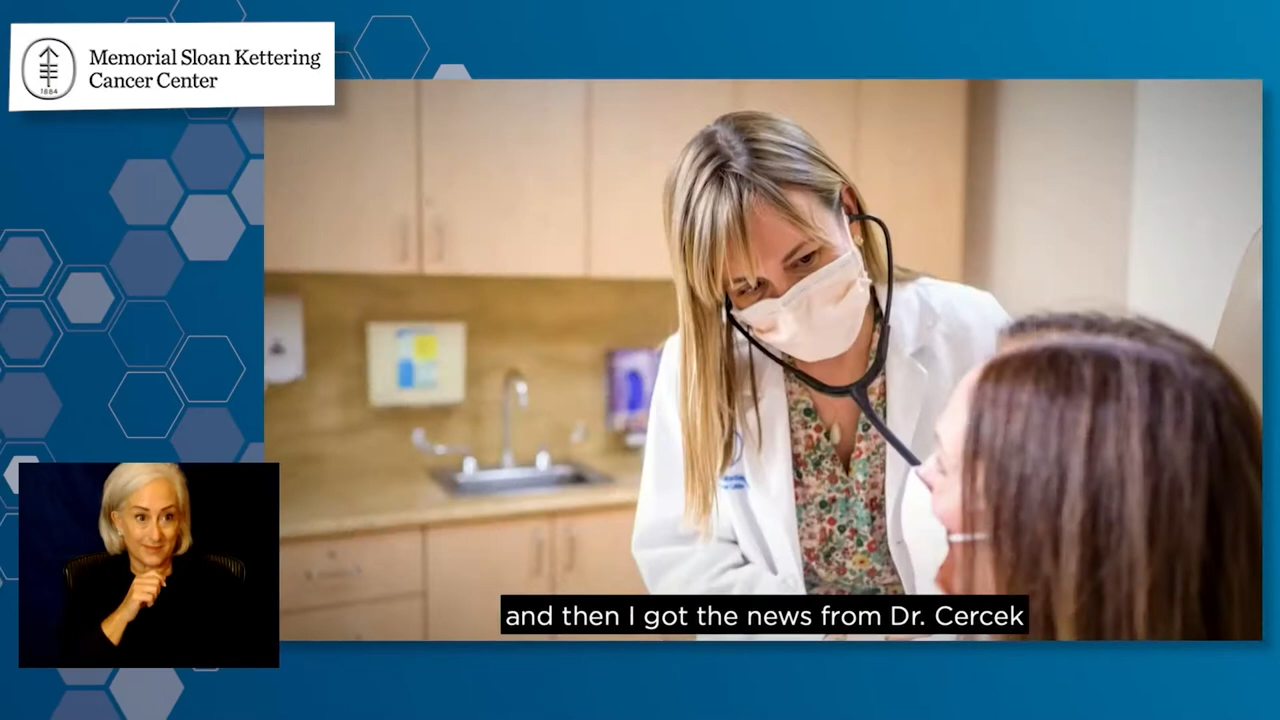 Memorial Sloan Kettering
Cancer Center
1884
and then I got the news from Dr. Cercek